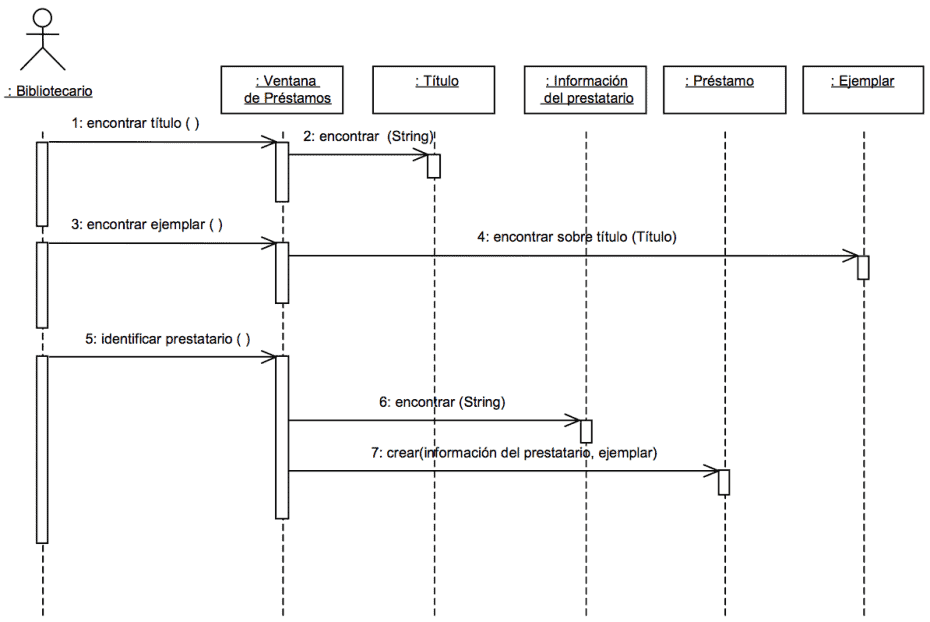 : Bibliotecario
: Ventana
de Préstamos
: Título
: Información
del prestatario
: Préstamo
: Ejemplar
1: encontrar título ( )
2: encontrar (String)
3: encontrar ejemplar ( )
4: encontrar sobre título (Título)
5: identificar prestatario ( )
6: encontrar (String)
7: crear(información del prestatario, ejemplar)